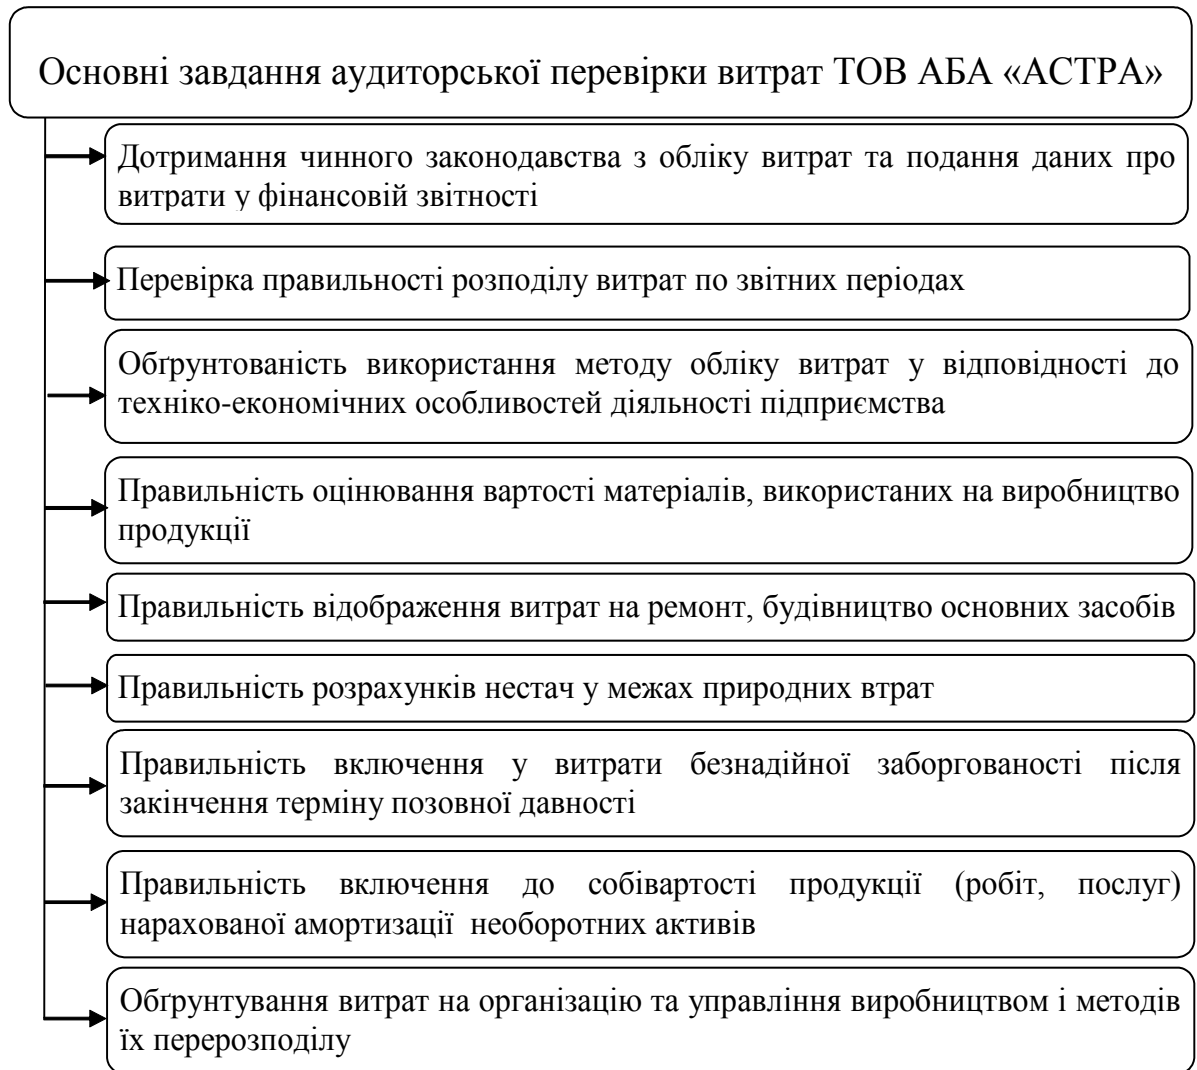 Основні завдання аудиторської перевірки витрат ТОВ АБА «АСТРА»
Дотримання чинного законодавства з обліку витрат та подання даних про
витрати у фінансовій звітності
Перевірка правильності розподілу витрат по звітних періодах
Обґрунтованість використання методу обліку витрат у відповідності до
техніко-економічних особливостей діяльності підприємства
Правильність оцінювання вартості матеріалів, використаних на виробництво
продукції
Правильність відображення витрат на ремонт, будівництво основних засобів
Правильність розрахунків нестач у межах природних втрат
Правильність включення у витрати безнадійної заборгованості після
закінчення терміну позовної давності
Правильність включення до собівартості продукції (робіт, послуг)
нарахованої амортизації необоротних активів
Обґрунтування витрат на організацію та управління виробництвом і методів
їх перерозподілу